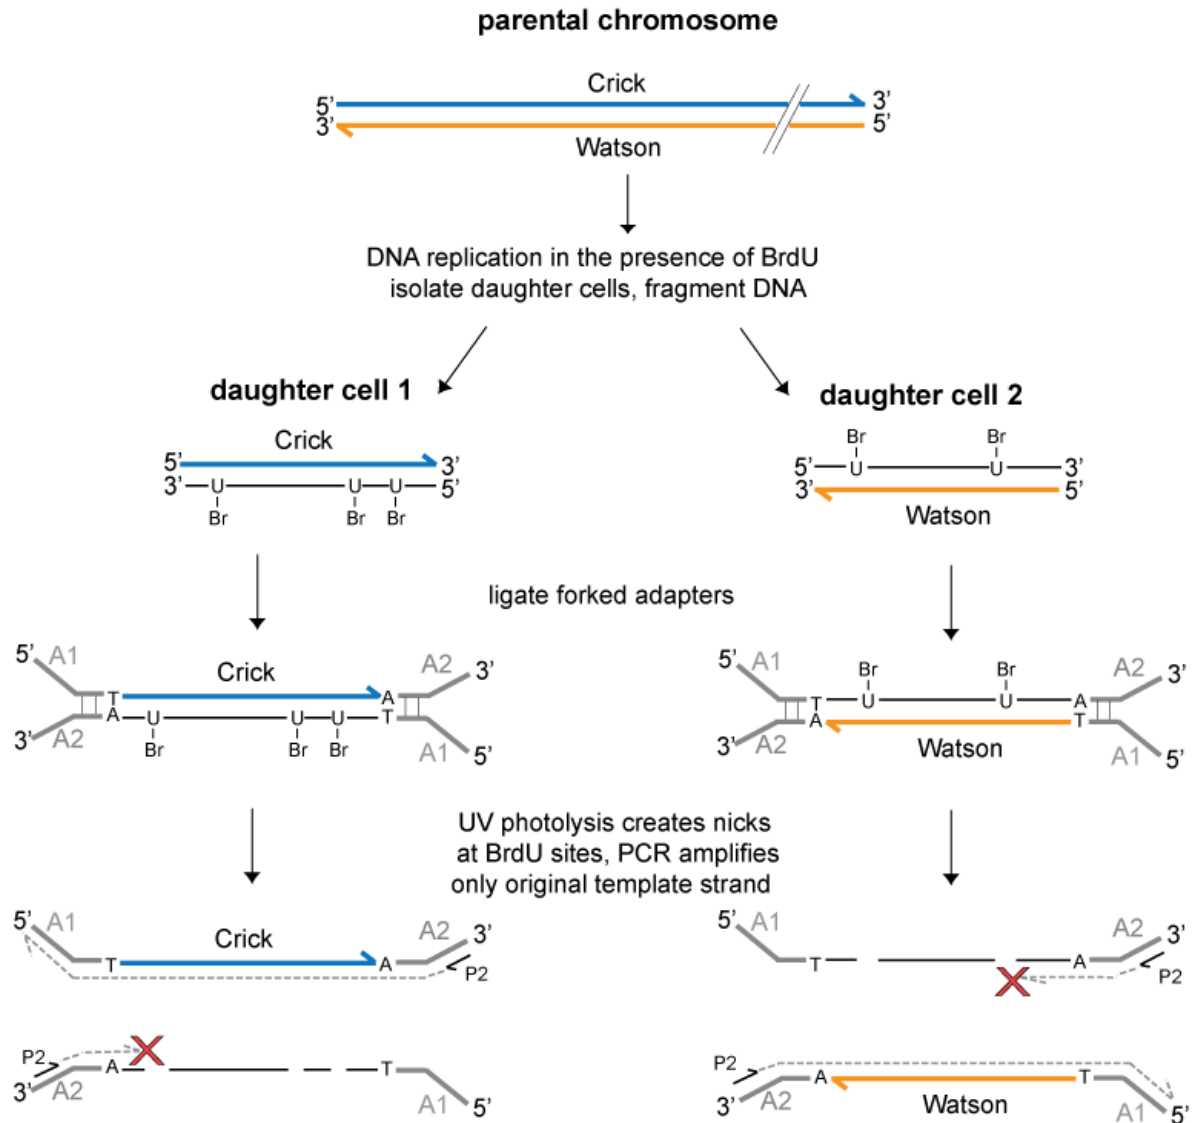 parental chromosome
Crick
5’ 3’
3’ 5’
Watson
DNA replication in the presence of BrdU
isolate daughter cells, fragment DNA
daughter cell 1
Crick
5’ 3’
3’ U U U 5’
Br Br Br
daughter cell 2
Br Br
5’ U U 3’
3’ 5’
Watson
ligate forked adapters
5’ A1 Crick A2 3’
T A
A U U U T
3’ A2 Br Br Br A1 5’
5’ A1 Br Br A2 3’
T U U A
A T
3’ A2 Watson A1 5’
UV photolysis creates nicks
at BrdU sites, PCR amplifies
only original template strand
5’ A1 Crick A2 3’
T A P2
P2 A T
3’ A2 A1 5’
5’ A1 A2 3’
T A P2
P2 A T
3’ A2 Watson A1 5’